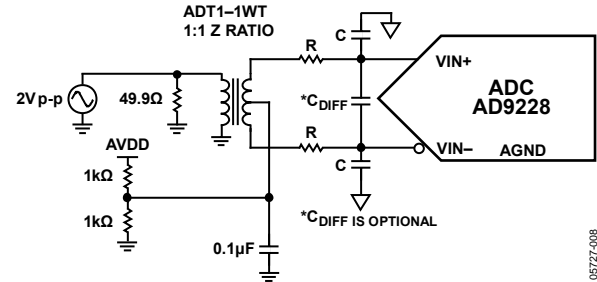 ADT1–1WT
1:1 Z RATIO
2V p-p
49.9Ω
R
C
*CDIFF
R
C
VIN+
ADC
AD9228
VIN–
AGND
AVDD
1kΩ
1kΩ
0.1µF
*CDIFF IS OPTIONAL
05727-008